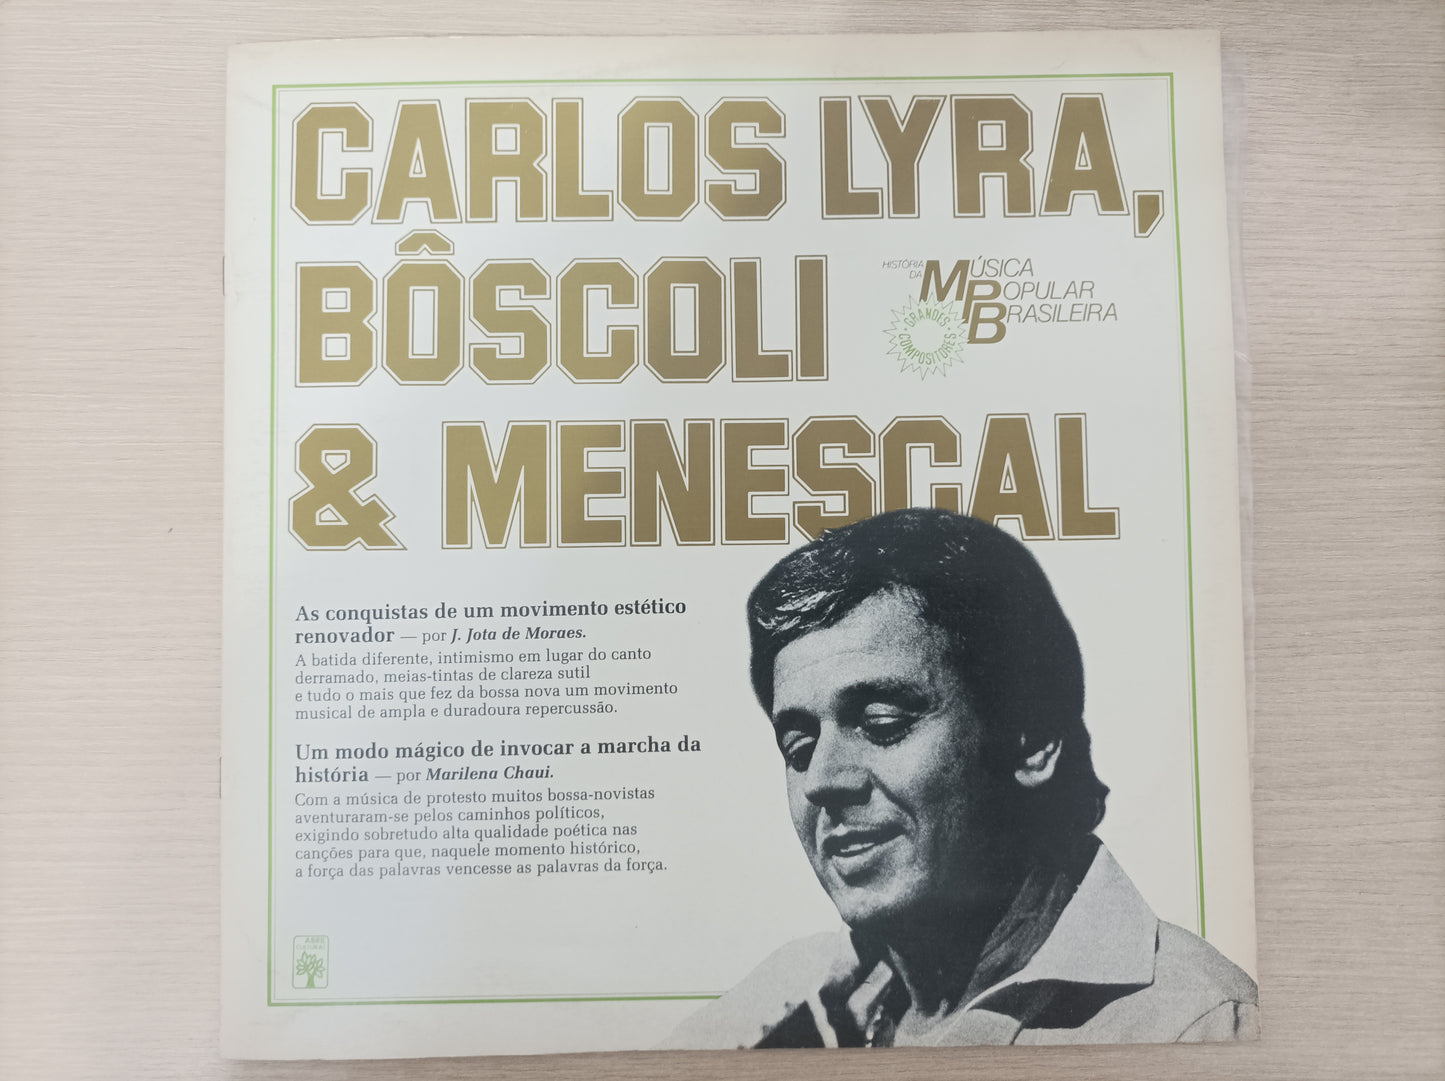 CARLOS LYRA,
BÔSCOLI
HISTÓRIA
DA
MÚSICA
POPULAR
BRASILEIRA
GRANDES
COMPOSITORES
& MENESCAL
As conquistas de um movimento estético
renovador — por J. Jota de Moraes.
A batida diferente, intimismo em lugar do canto
derramado, meias-tintas de clareza sutil
e tudo o mais que fez da bossa nova um movimento
musical de ampla e duradoura repercussão.
Um modo mágico de invocar a marcha da
história — por Marilena Chaui.
Com a música de protesto muitos bossa-novistas
aventuraram-se pelos caminhos políticos,
exigindo sobretudo alta qualidade poética nas
canções para que, naquele momento histórico,
a força das palavras vencesse as palavras da força.
ABRIL
CULTURAL